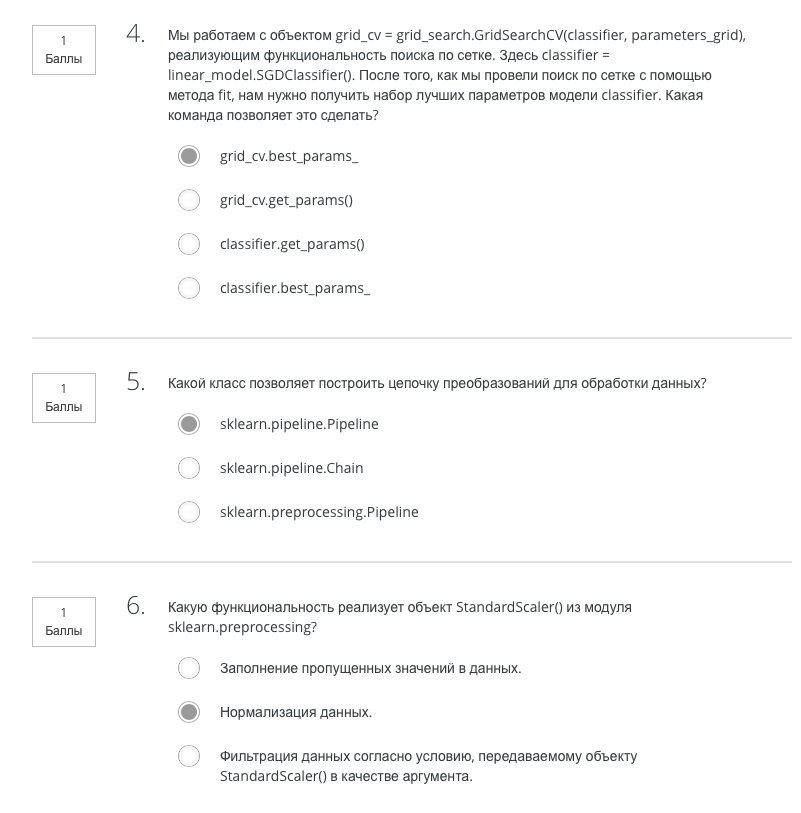 1
Баллы
4.
Мы работаем с объектом grid_cv = grid_search.GridSearchCV(classifier, parameters_grid),
реализующим функциональность поиска по сетке. Здесь classifier =
linear_model.SGDClassifier(). После того, как мы провели поиск по сетке с помощью
метода fit, нам нужно получить набор лучших параметров модели classifier. Какая
команда позволяет это сделать?
grid_cv.best_params_
grid_cv.get_params()
classifier.get_params()
classifier.best_params_
1
Баллы
5.
Какой класс позволяет построить цепочку преобразований для обработки данных?
sklearn.pipeline.Pipeline
sklearn.pipeline.Chain
sklearn.preprocessing.Pipeline
1
Баллы
6.
Какую функциональность реализует объект StandardScaler() из модуля
sklearn.preprocessing?
Заполнение пропущенных значений в данных.
Нормализация данных.
Фильтрация данных согласно условию, передаваемому объекту
StandardScaler() в качестве аргумента.